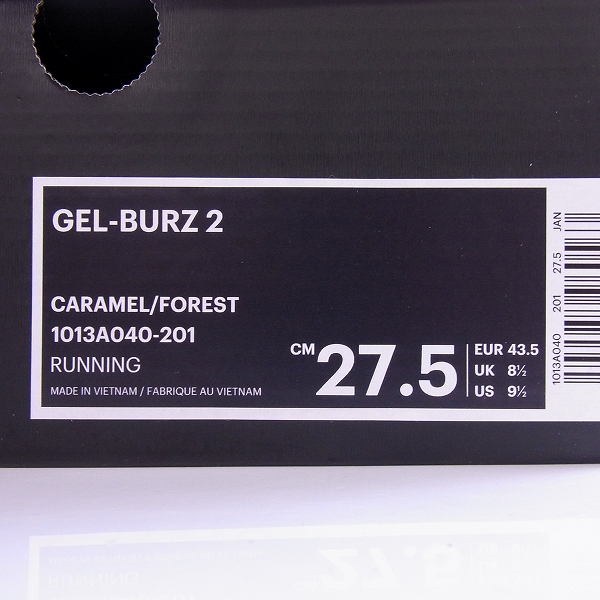 GEL-BURZ 2
CARAMEL/FOREST
1013A040-201
RUNNING
MADE IN VIETNAM / FABRIQUE AU VIETNAM
CM 27.5
EUR 43.5
UK 8½
US 9½
1013A040 201 27.5 JAN